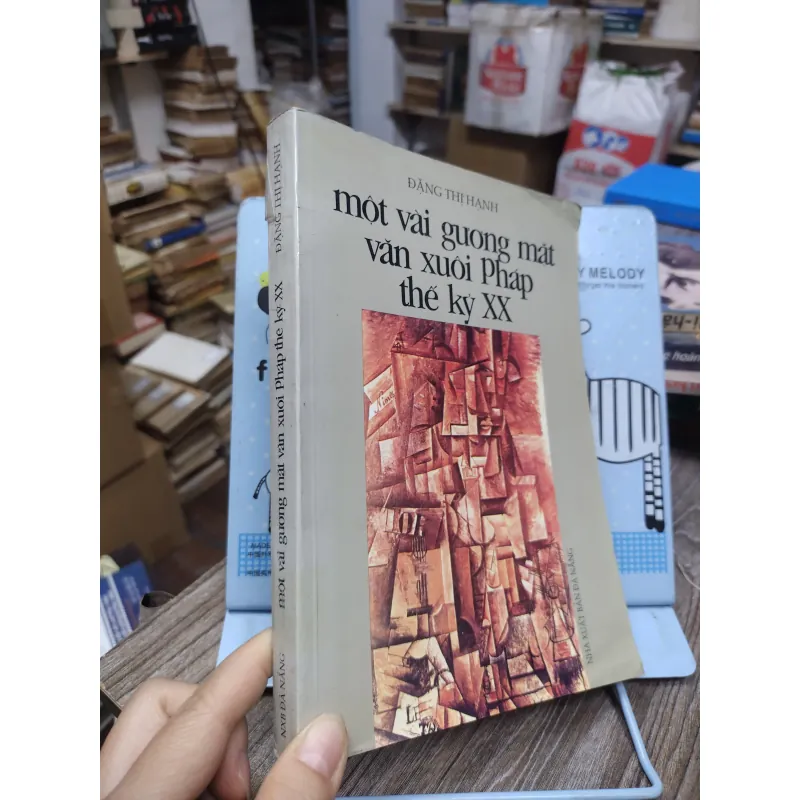 ĐẶNG THỊ HẠNH
một vài gương mặt
văn xuôi Pháp
thế kỷ XX
NHÀ XUẤT BẢN ĐÀ NẴNG
ĐẶNG THỊ HẠNH
một vài gương mặt văn xuôi Pháp thế kỷ XX
NXB ĐÀ NẴNG
Y MELODY